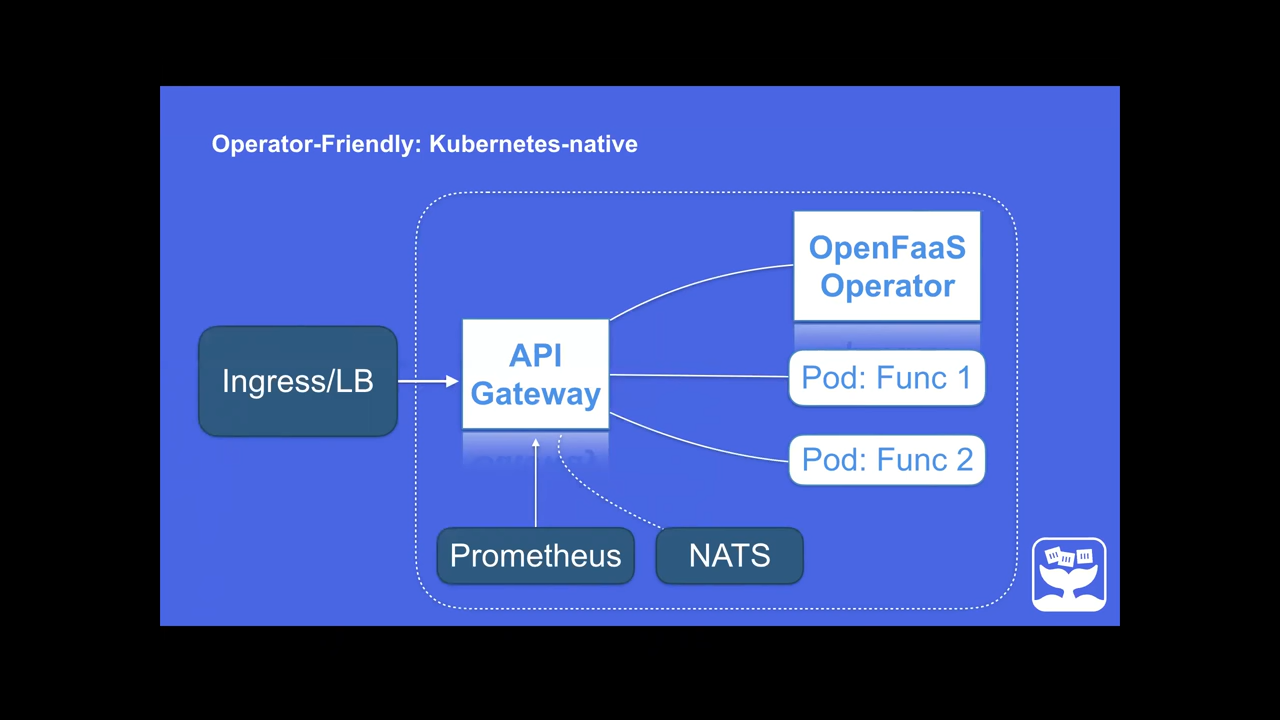 Operator-Friendly: Kubernetes-native
OpenFaaS
Operator
Ingress/LB
API
Gateway
Pod: Func 1
Pod: Func 2
Prometheus
NATS